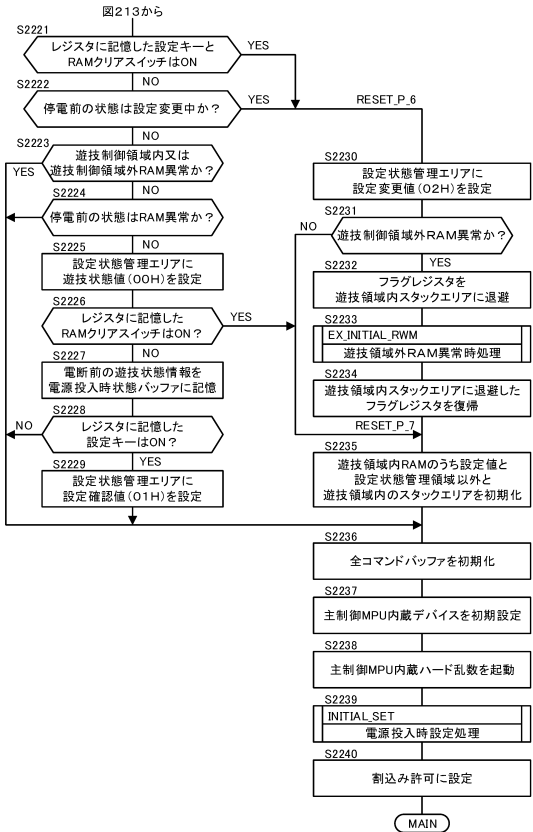 図213から
S2221
レジスタに記憶した設定キーと
RAMクリアスイッチはON
YES
NO
S2222
停電前の状態は設定変更中か？
YES
RESET_P_6
NO
S2223
遊技制御領域内又は
遊技制御領域外RAM異常か？
YES
NO
S2224
停電前の状態はRAM異常か？
NO
S2225
設定状態管理エリアに
遊技状態値（00H）を設定
S2226
レジスタに記憶した
RAMクリアスイッチはON？
YES
NO
S2227
電断前の遊技状態情報を
電源投入時状態バッファに記憶
S2228
レジスタに記憶した
設定キーはON？
NO
YES
S2229
設定状態管理エリアに
設定確認値（01H）を設定
S2230
設定状態管理エリアに
設定変更値（02H）を設定
S2231
遊技制御領域外RAM異常か？
NO
YES
S2232
フラグレジスタを
遊技領域内スタックエリアに退避
S2233
EX_INITIAL_RWM
遊技領域外RAM異常時処理
S2234
遊技領域内スタックエリアに退避した
フラグレジスタを復帰
RESET_P_7
S2235
遊技領域内RAMのうち設定値と
設定状態管理領域以外と
遊技領域内のスタックエリアを初期化
S2236
全コマンドバッファを初期化
S2237
主制御MPU内蔵デバイスを初期設定
S2238
主制御MPU内蔵ハード乱数を起動
S2239
INITIAL_SET
電源投入時設定処理
S2240
割込み許可に設定
MAIN